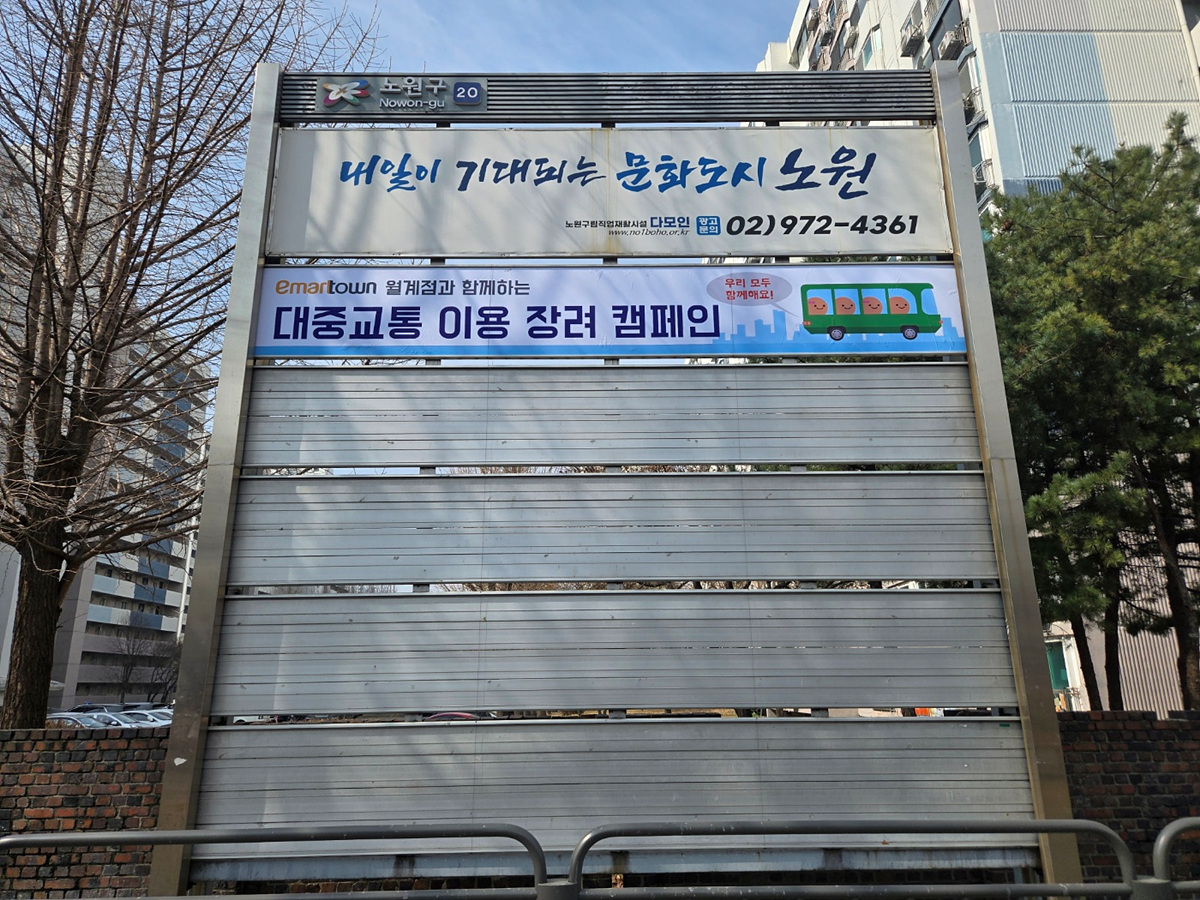 노원구 20
Nowon-gu
내일이 기대되는 문화도시 노원
노원구립직업재활시설 다모인 광고문의 02)972-4361
www.no1boho.or.kr
emart town 월계점과 함께하는
대중교통 이용 장려 캠페인
우리 모두
함께해요!